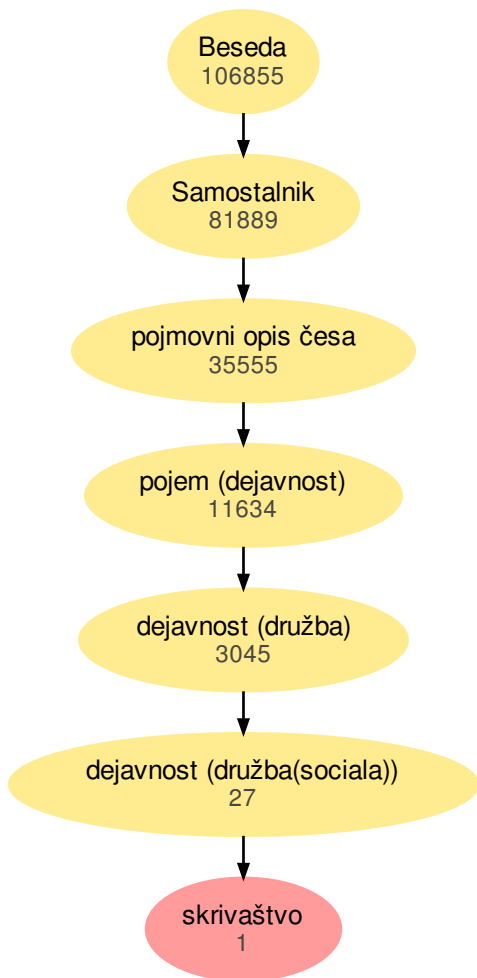 Beseda
106855
Samostalnik
81889
pojmovni opis česa
35555
pojem (dejavnost)
11634
dejavnost (družba)
3045
dejavnost (družba(sociala))
27
skrivaštvo
1